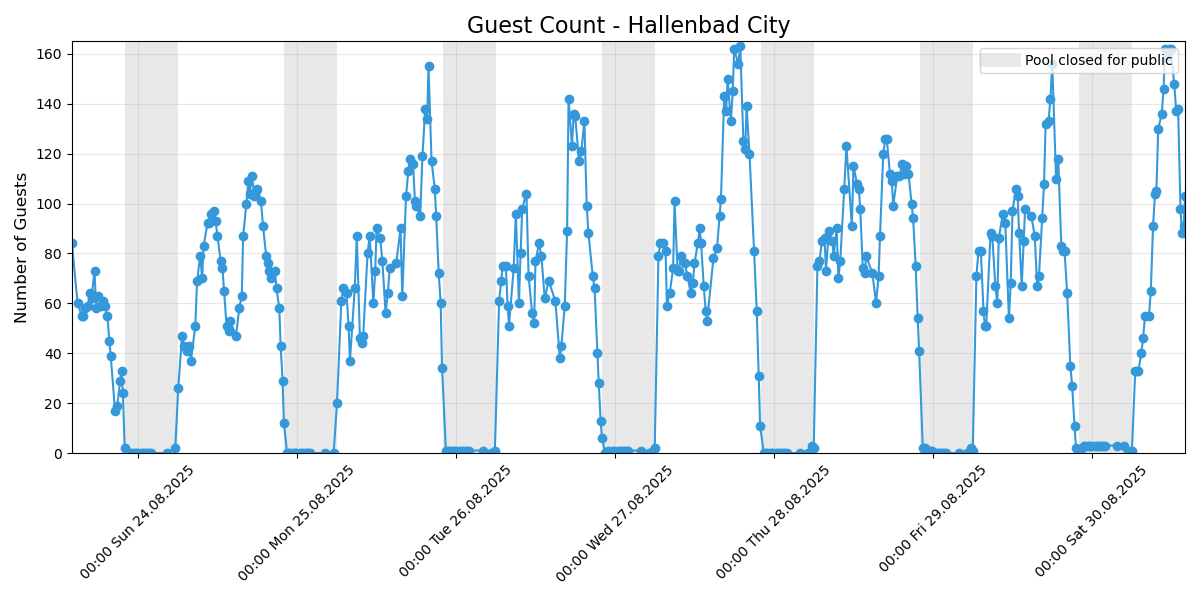 Guest Count - Hallenbad City
Pool closed for public
Number of Guests
160
140
120
100
80
60
40
20
0
00:00 Sun 24.08.2025
00:00 Mon 25.08.2025
00:00 Tue 26.08.2025
00:00 Wed 27.08.2025
00:00 Thu 28.08.2025
00:00 Fri 29.08.2025
00:00 Sat 30.08.2025